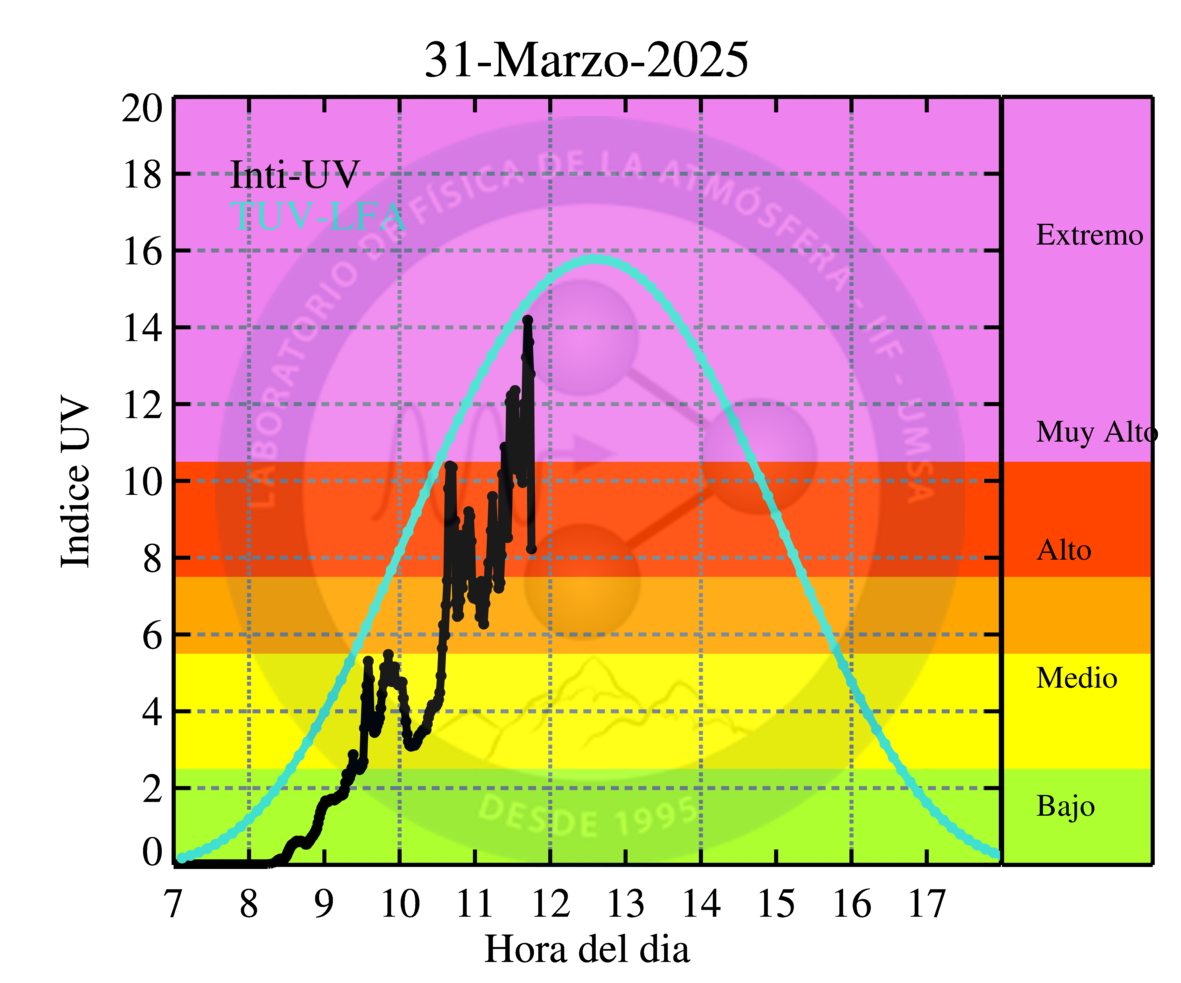 31-Marzo-2025
Inti-UV
TUV-LFA
LABORATORIO DE FÍSICA DE LA ATMÓSFERA - IIF - UMSA
DESDE 1995
Indice UV
20
18
16
14
12
10
8
6
4
2
0
Extremo
Muy Alto
Alto
Medio
Bajo
7 8 9 10 11 12 13 14 15 16 17
Hora del dia